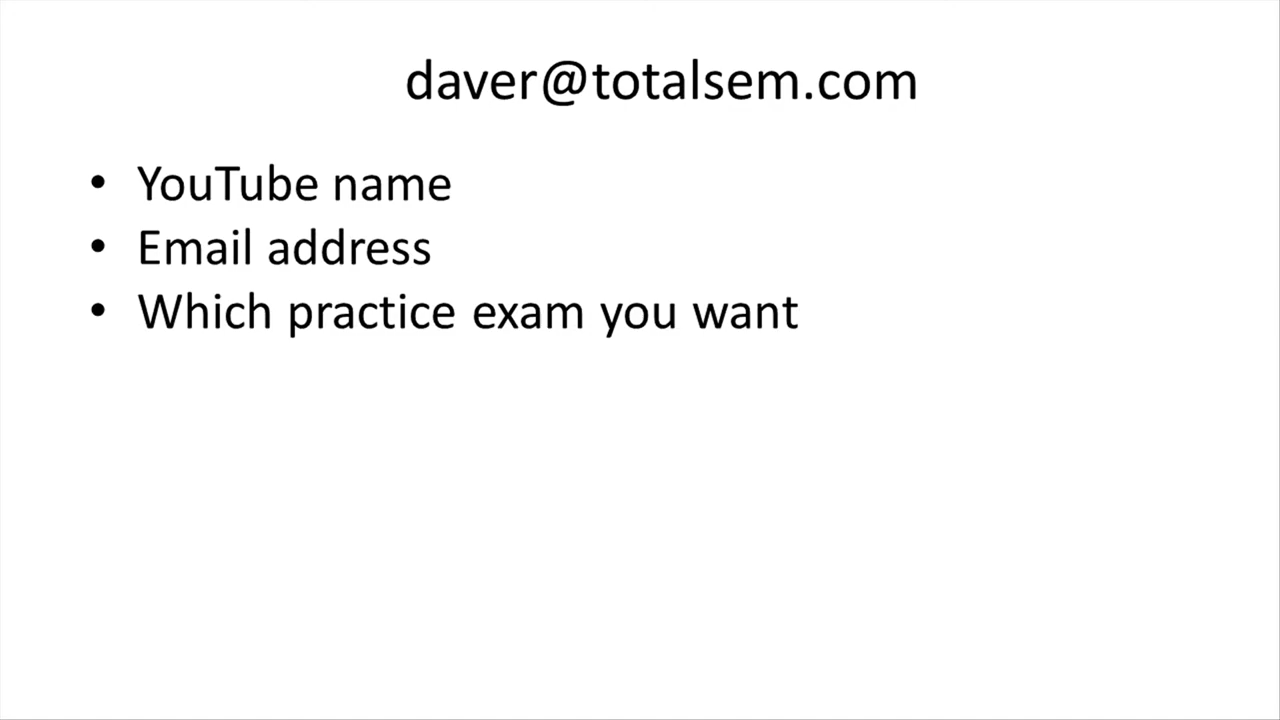 daver@totalsem.com
• YouTube name
• Email address
• Which practice exam you want